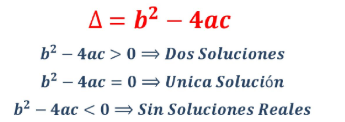 Δ = b² − 4ac
b² − 4ac > 0 ⟹ Dos Soluciones
b² − 4ac = 0 ⟹ Unica Solución
b² − 4ac < 0 ⟹ Sin Soluciones Reales